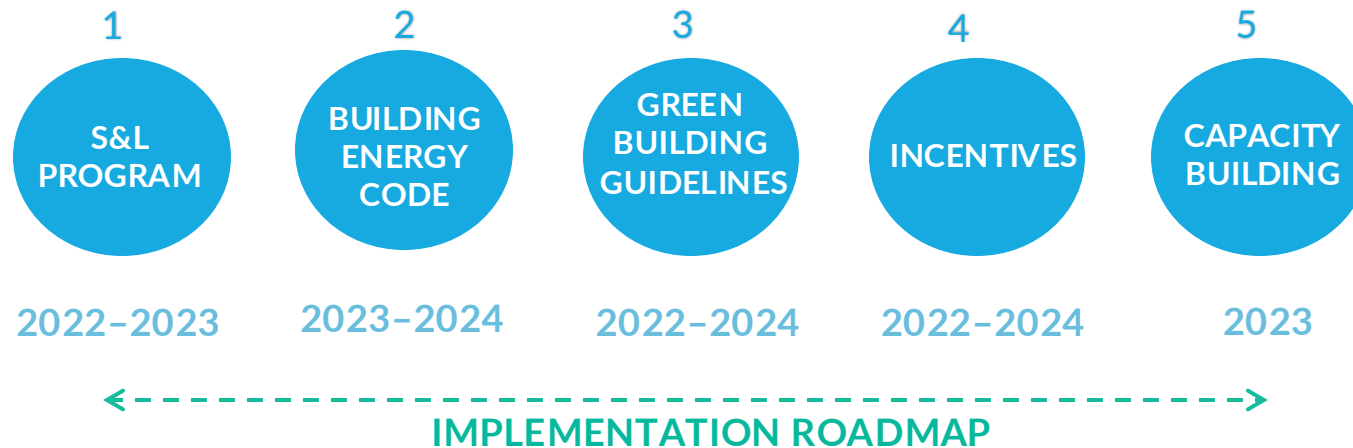 1
2
3
4
5
S&L
PROGRAM
BUILDING
ENERGY
CODE
GREEN
BUILDING
GUIDELINES
INCENTIVES
CAPACITY
BUILDING
2022–2023
2023–2024
2022–2024
2022–2024
2023
IMPLEMENTATION ROADMAP